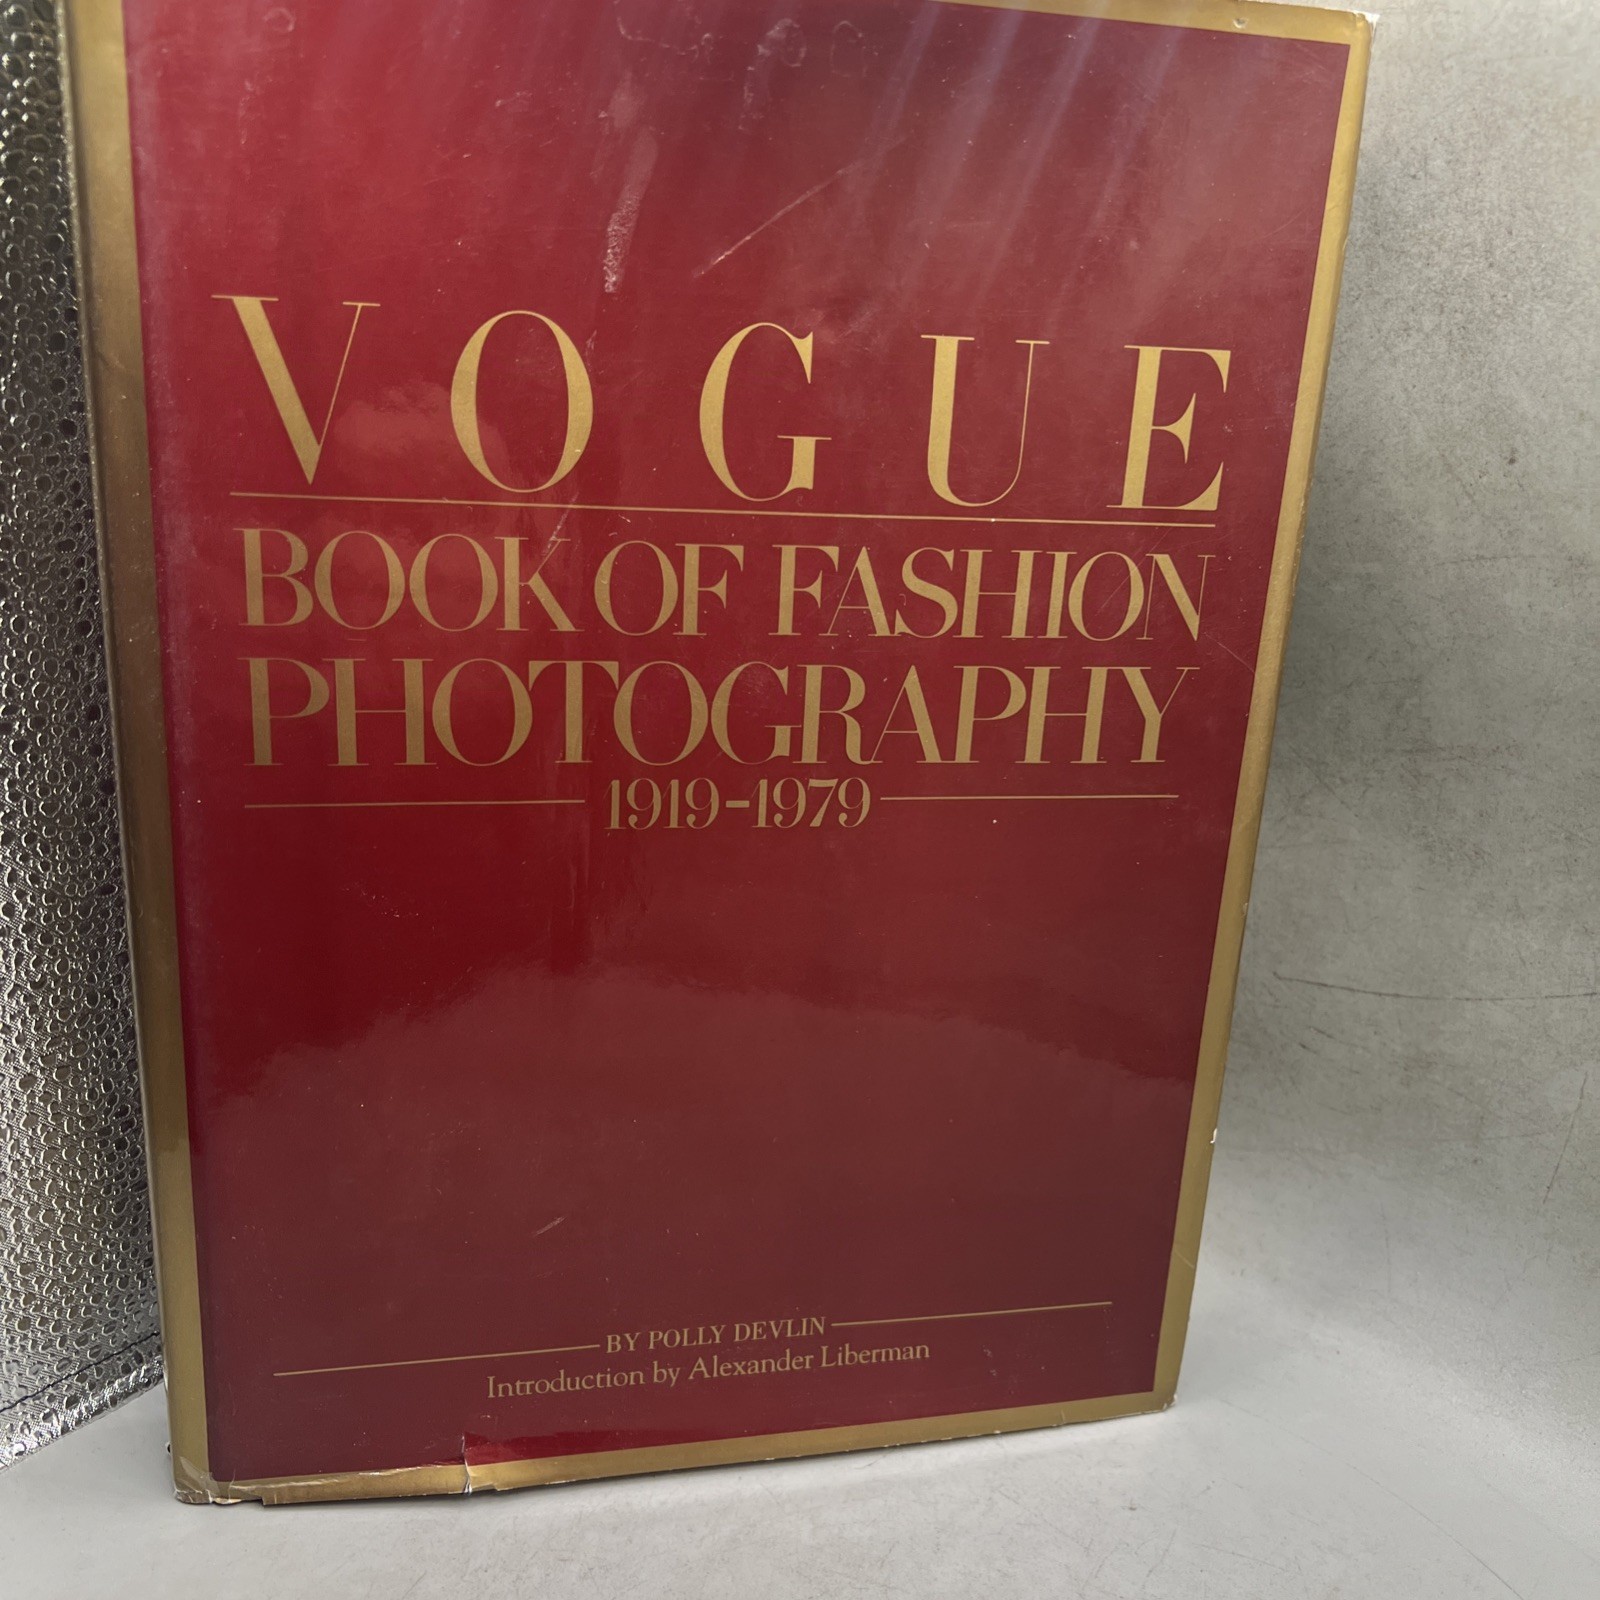 VOGUE
BOOK OF FASHION
PHOTOGRAPHY
1919-1979
BY POLLY DEVLIN
Introduction by Alexander Liberman